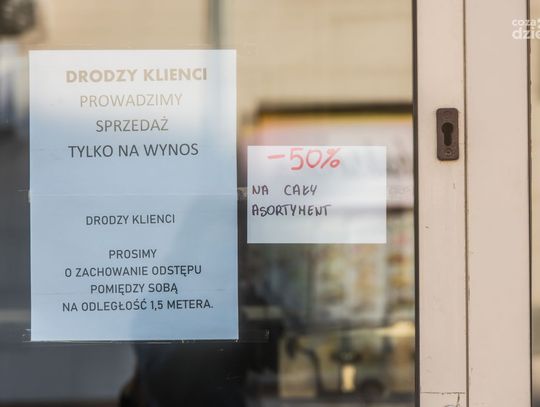 DRODZY KLIENCI
PROWADZIMY
SPRZEDAŻ
TYLKO NA WYNOS
DRODZY KLIENCI
PROSIMY
O ZACHOWANIE ODSTĘPU
POMIĘDZY SOBĄ
NA ODLEGŁOŚĆ 1,5 METERA.
-50%
NA CAŁY
ASORTYMENT